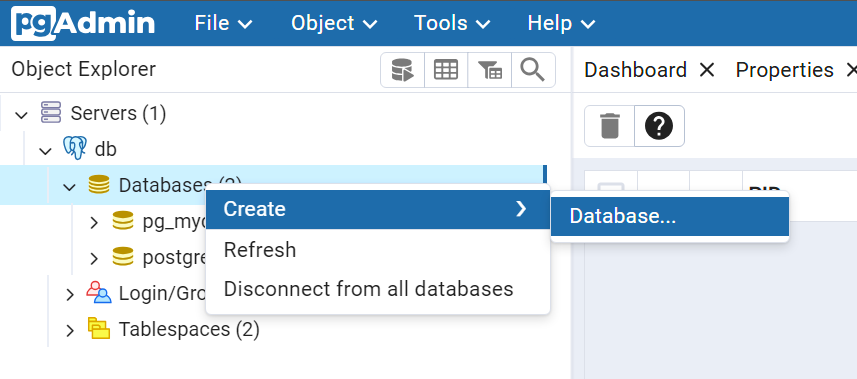 pgAdmin File Object Tools Help
Object Explorer
Dashboard Properties
Servers (1)
db
Databases (2)
Create
Database...
pg_myc
Refresh
postgre
Disconnect from all databases
Login/Gro
Tablespaces (2)